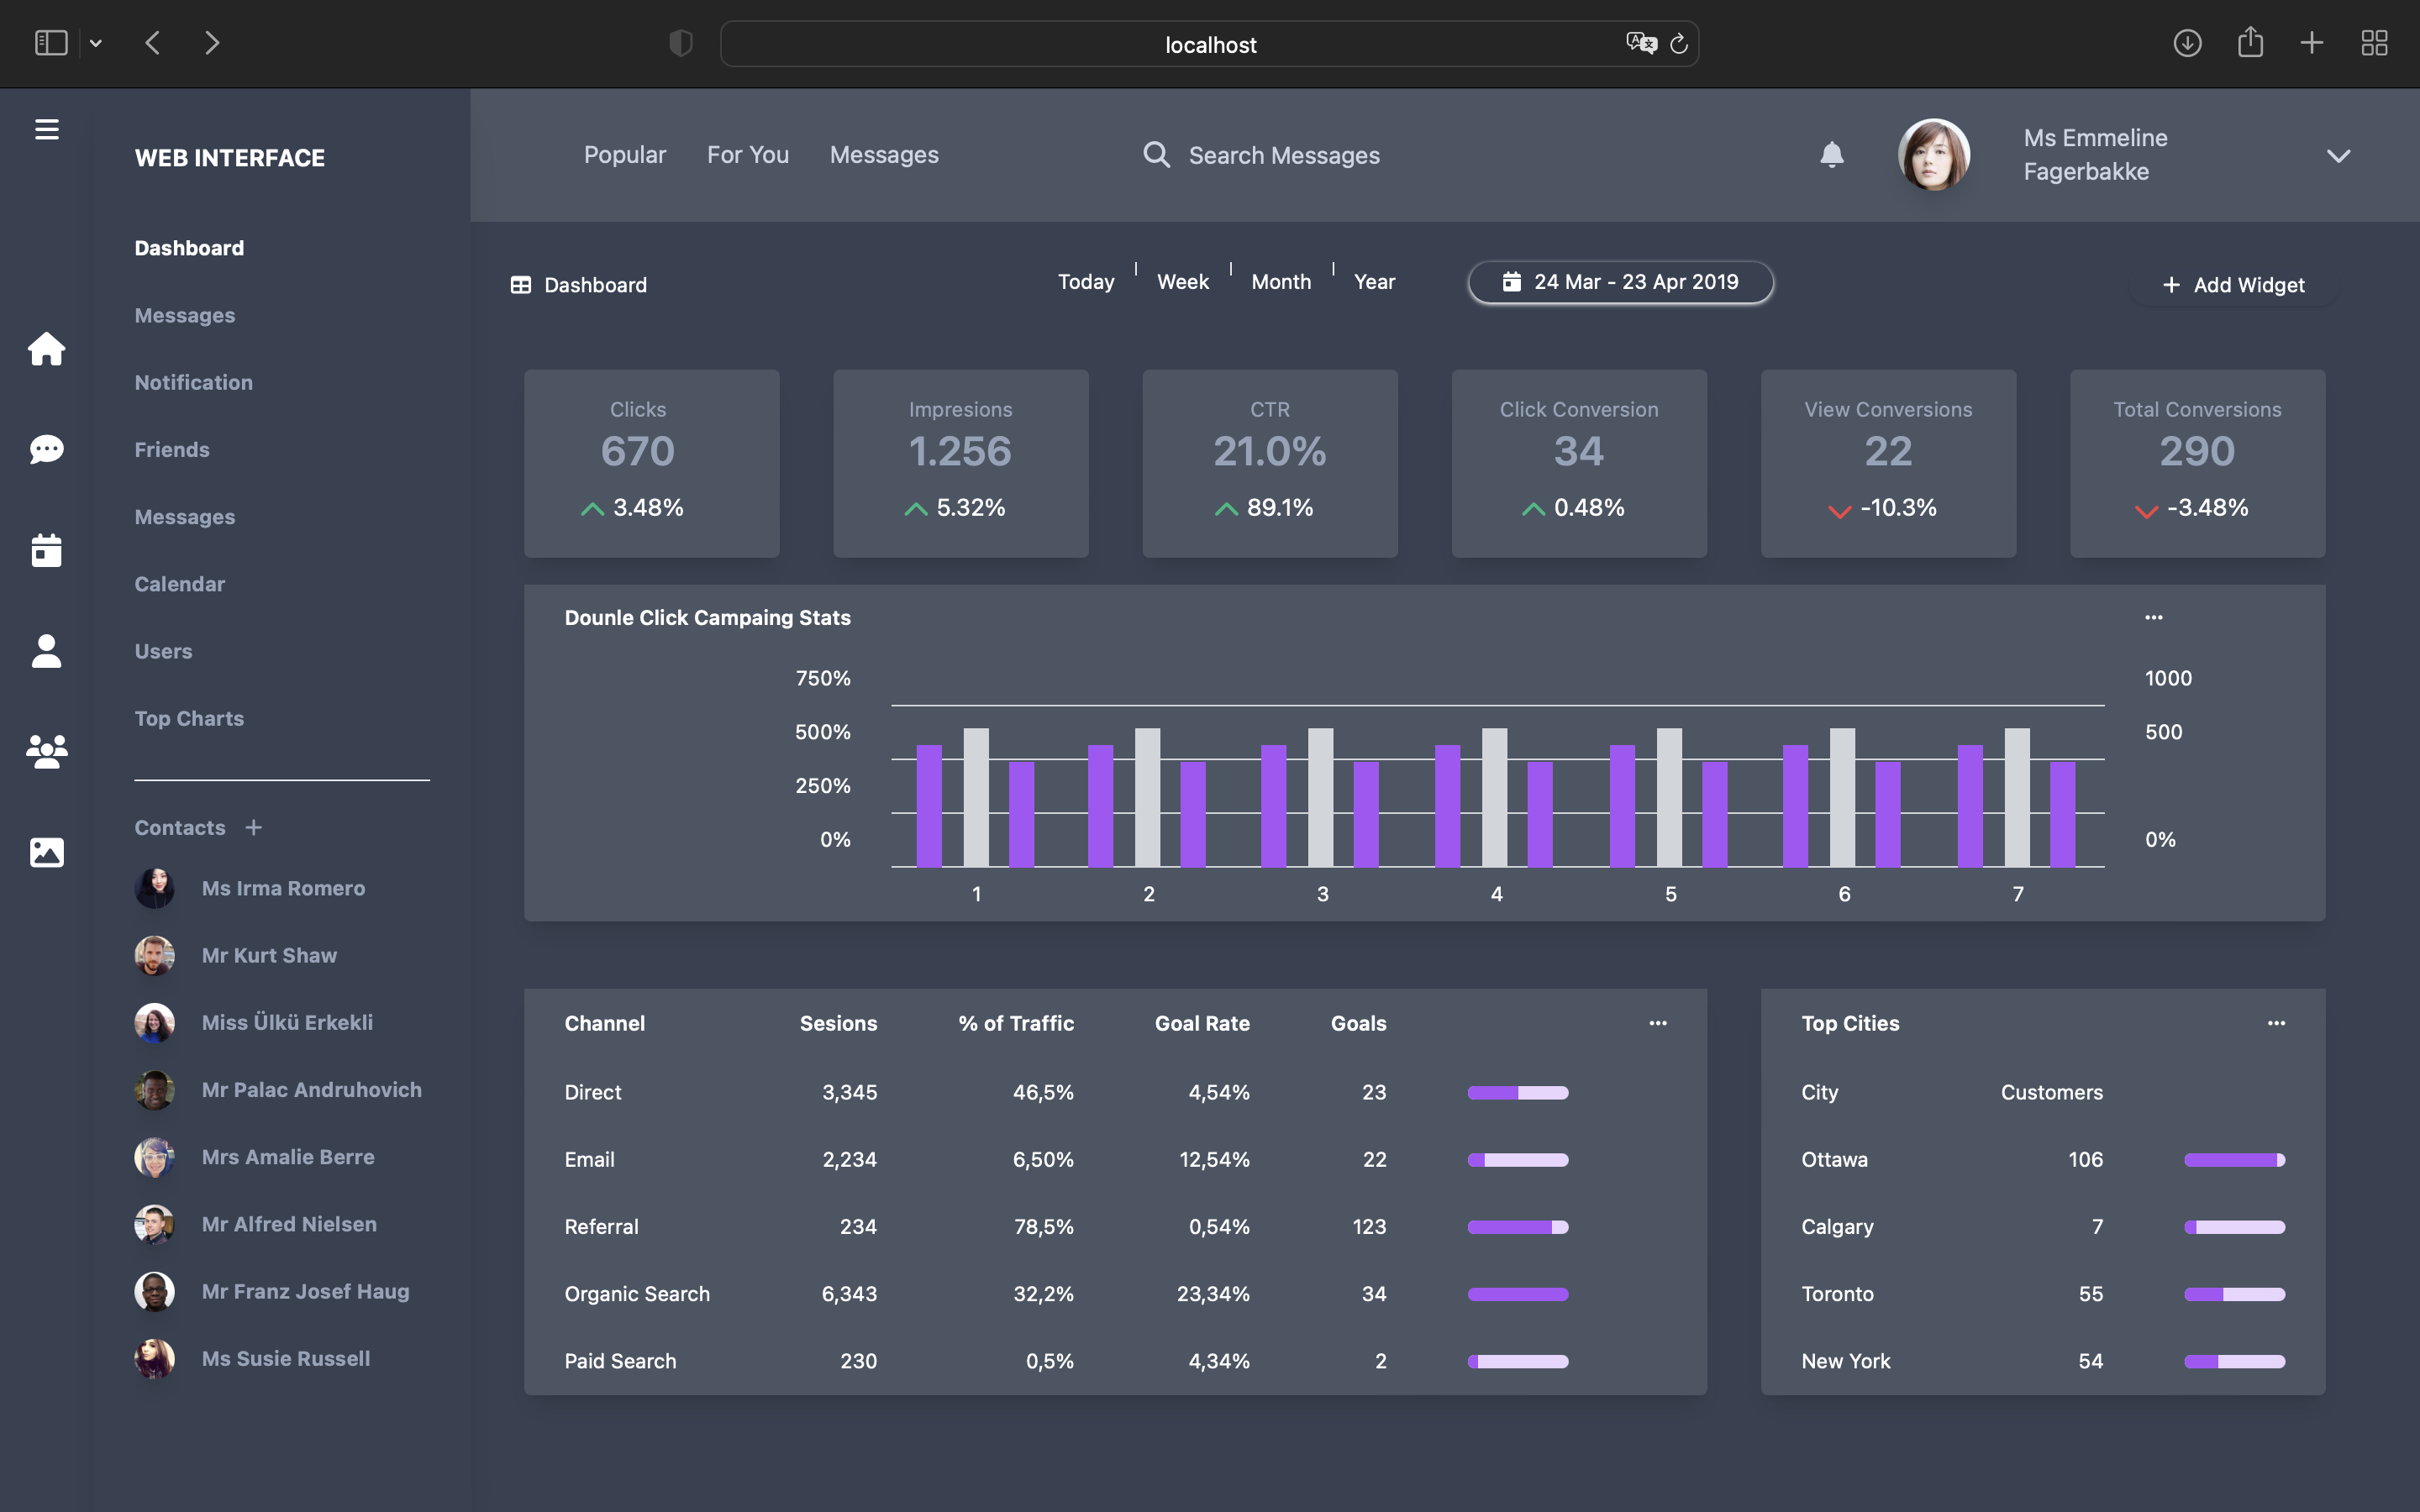 localhost
WEB INTERFACE
Dashboard
Messages
Notification
Friends
Messages
Calendar
Users
Top Charts
Contacts +
Ms Irma Romero
Mr Kurt Shaw
Miss Ülkü Erkekli
Mr Palac Andruhovich
Mrs Amalie Berre
Mr Alfred Nielsen
Mr Franz Josef Haug
Ms Susie Russell
Popular For You Messages Search Messages
Ms Emmeline
Fagerbakke
Dashboard Today Week Month Year 24 Mar - 23 Apr 2019 + Add Widget
Clicks
670
3.48%
Impresions
1.256
5.32%
CTR
21.0%
89.1%
Click Conversion
34
0.48%
View Conversions
22
-10.3%
Total Conversions
290
-3.48%
Dounle Click Campaing Stats ...
750% 1000
500% 500
250%
0% 0%
1 2 3 4 5 6 7
Channel Sesions % of Traffic Goal Rate Goals ...
Direct 3,345 46,5% 4,54% 23
Email 2,234 6,50% 12,54% 22
Referral 234 78,5% 0,54% 123
Organic Search 6,343 32,2% 23,34% 34
Paid Search 230 0,5% 4,34% 2
Top Cities ...
City Customers
Ottawa 106
Calgary 7
Toronto 55
New York 54